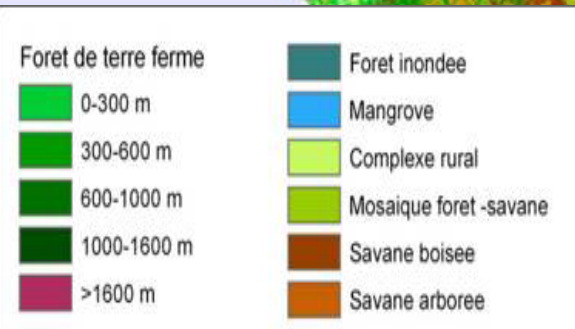 Foret de terre ferme
0-300 m
300-600 m
600-1000 m
1000-1600 m
>1600 m
Foret inondee
Mangrove
Complexe rural
Mosaique foret -savane
Savane boisee
Savane arboree